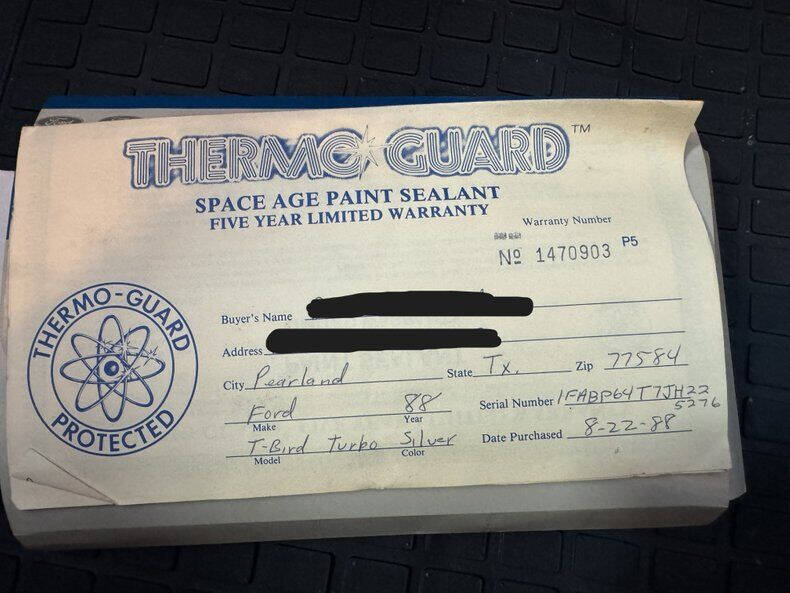 THERMO GUARD™
SPACE AGE PAINT SEALANT
FIVE YEAR LIMITED WARRANTY
Warranty Number
Nº 1470903 P5
THERMO-GUARD
PROTECTED
Buyer's Name
Address
City Pearland State Tx. Zip 77584
Ford 88 Serial Number 1FABP64T7JH22
5276
Make Year
T-Bird Turbo Silver Date Purchased 8-22-88
Model Color